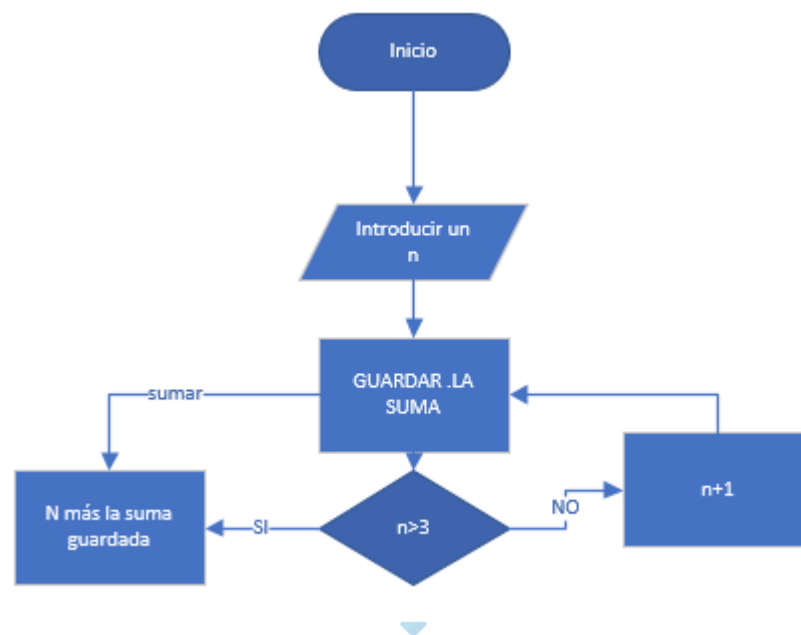 Inicio
Introducir un
n
GUARDAR .LA
SUMA
sumar
N más la suma
guardada
SI
n>3
NO
n+1